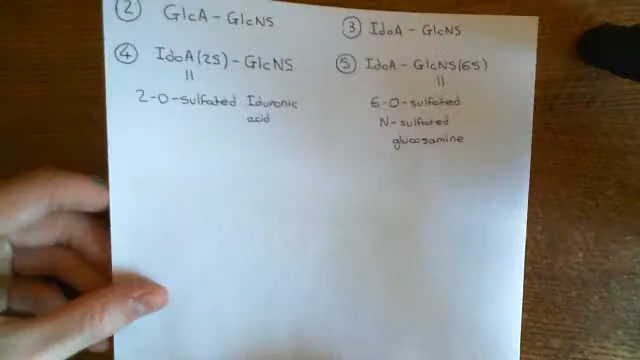 ② GlcA - GlcNS
③ IdoA - GlcNS
④ IdoA(2S) - GlcNS
=
2-O-sulfated Iduronic
acid
⑤ IdoA - GlcNS(6S)
=
6-O-sulfated
N-sulfated
glucosamine